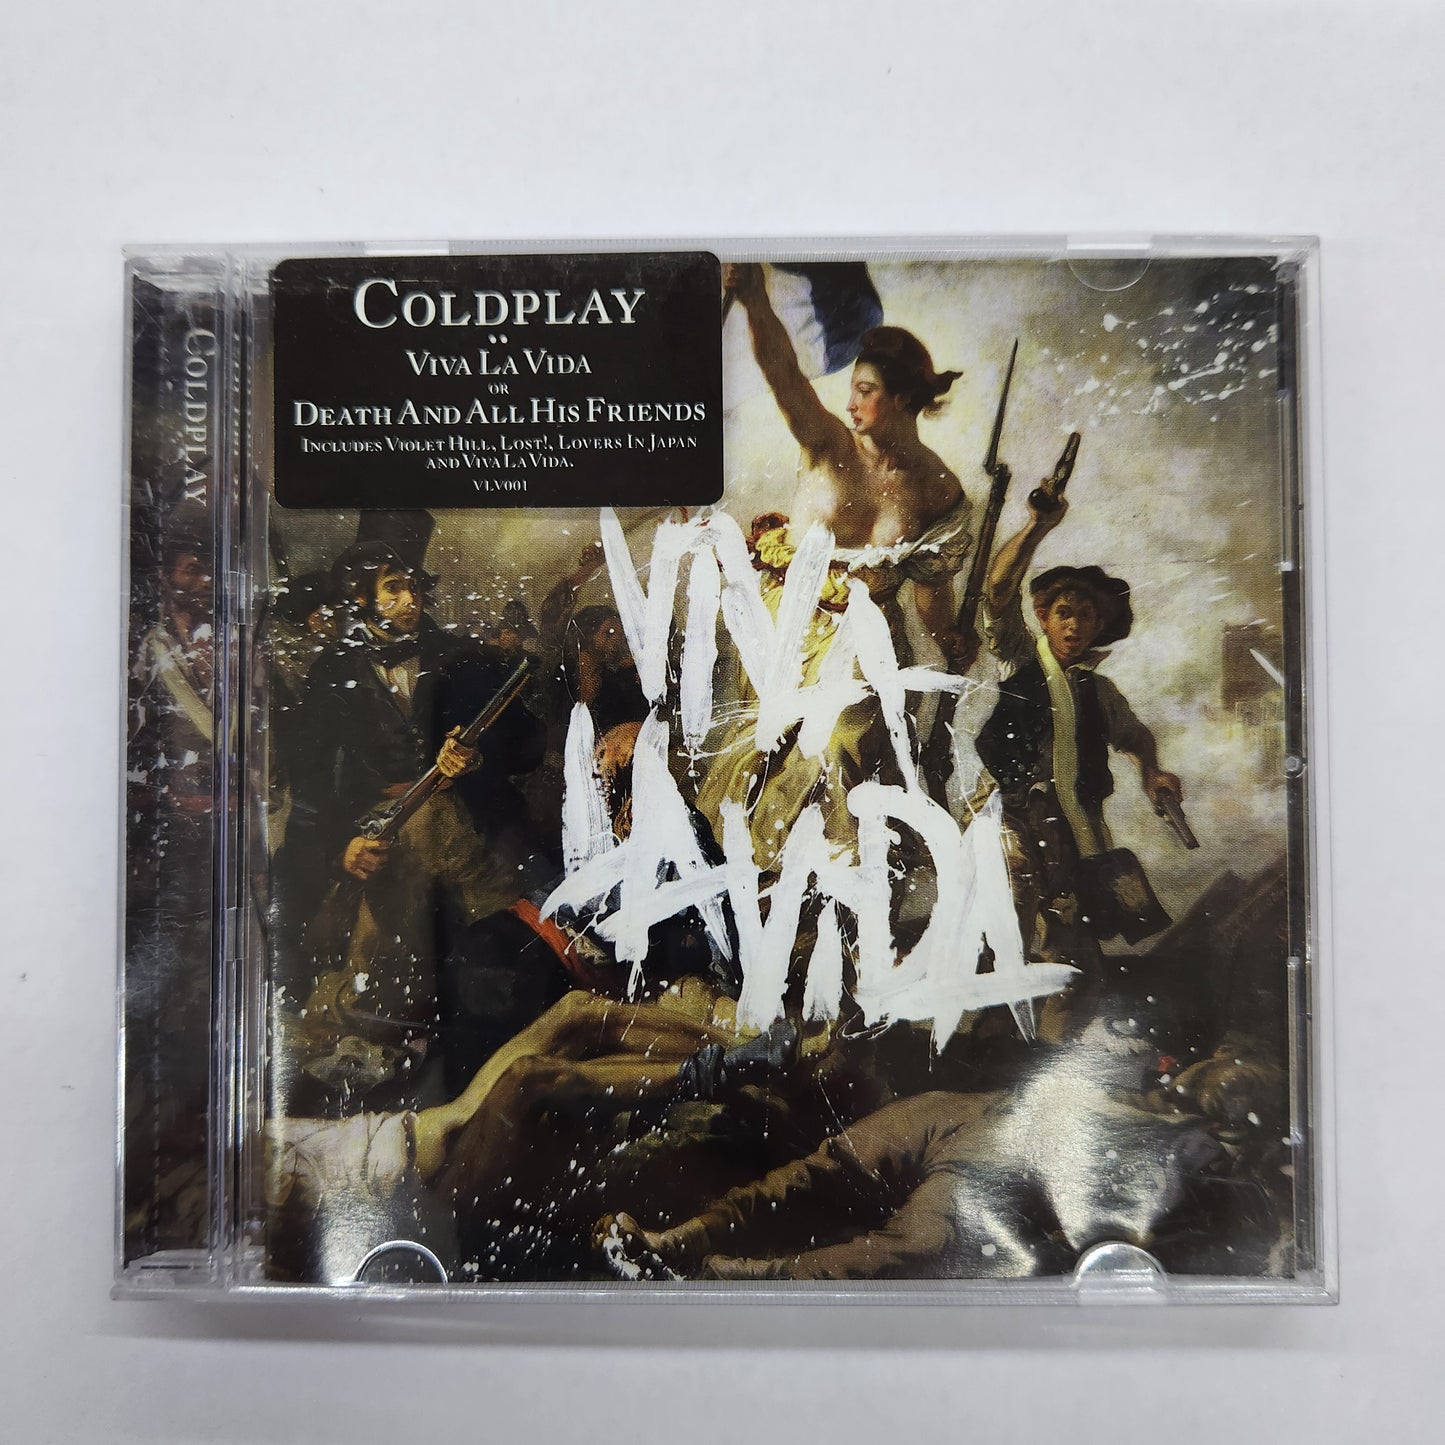 COLDPLAY
VIVA LA VIDA
OR
DEATH AND ALL HIS FRIENDS
INCLUDES VIOLET HILL, LOST!, LOVERS IN JAPAN
AND VIVA LA VIDA.
VLV001
COLDPLAY
VIVA
LA VIDA